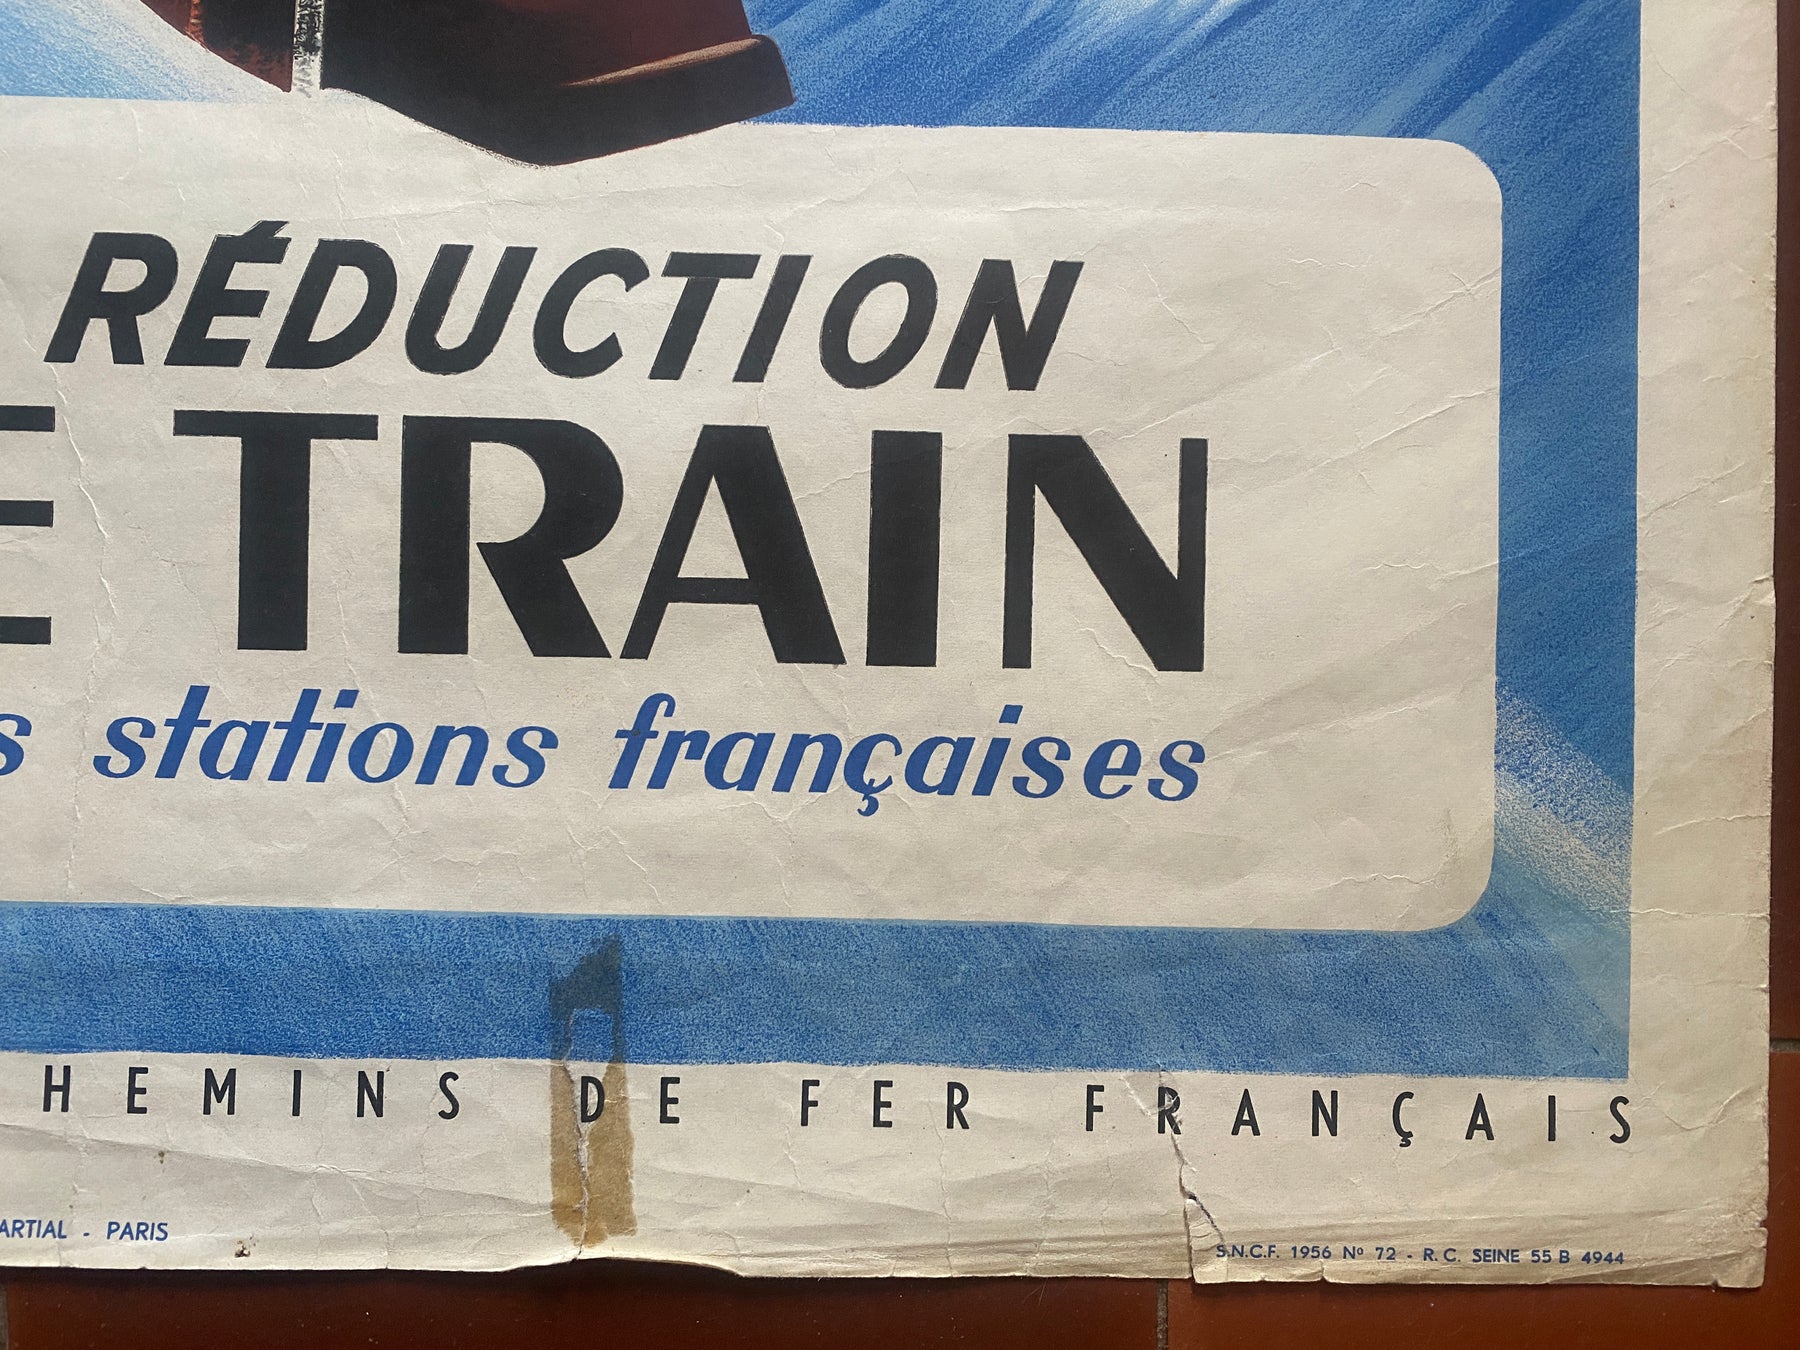 RÉDUCTION
E TRAIN
s stations françaises
HEMINS DE FER FRANÇAIS
ARTIAL - PARIS
S.N.C.F. 1956 Nº 72 - R.C. SEINE 55 B 4944